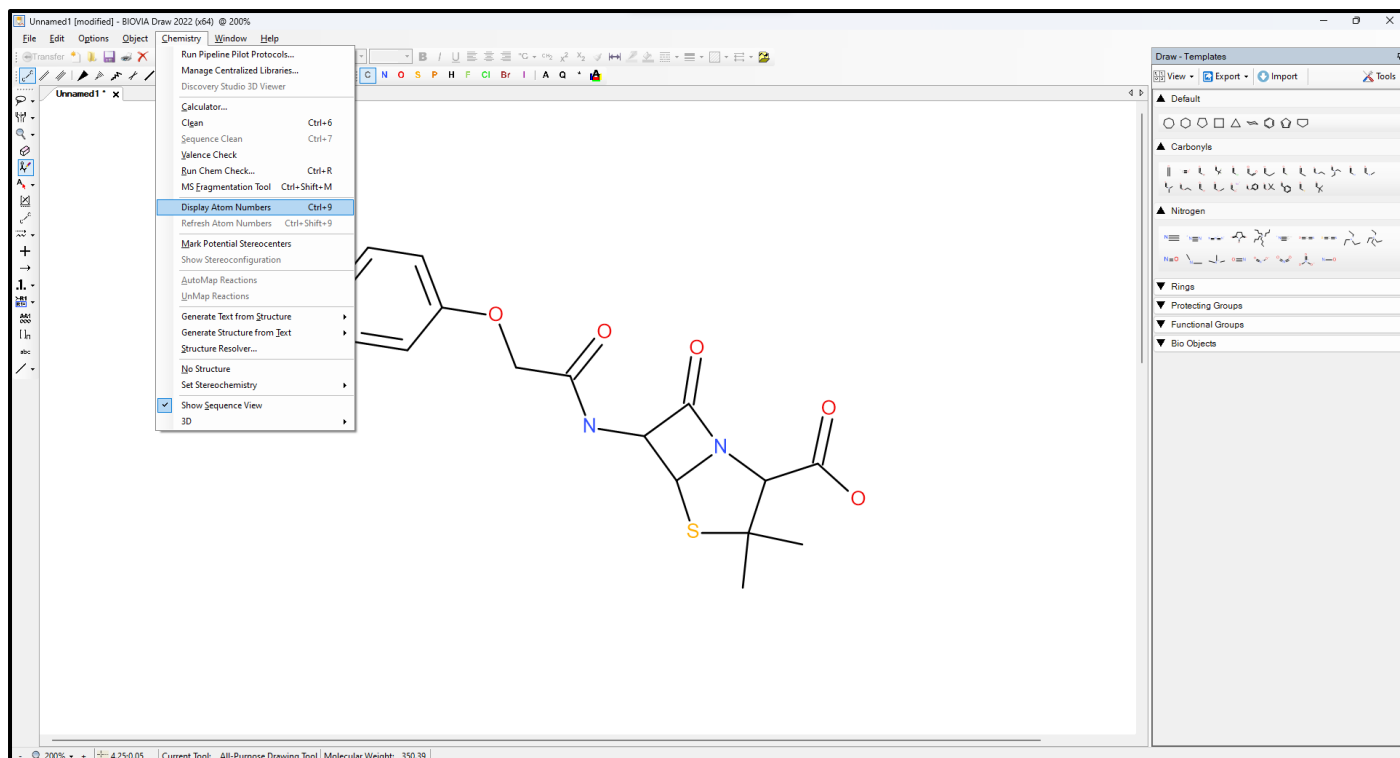 Unnamed1 [modified] - BIOVIA Draw 2022 (x64) @ 200%
File Edit Options Object Chemistry Window Help
Transfer
B I U
C N O S P H F Cl Br I A Q * A
Unnamed1 * x
Run Pipeline Pilot Protocols...
Manage Centralized Libraries...
Discovery Studio 3D Viewer
Calculator...
Clean Ctrl+6
Sequence Clean Ctrl+7
Valence Check
Run Chem Check... Ctrl+R
MS Fragmentation Tool Ctrl+Shift+M
Display Atom Numbers Ctrl+9
Refresh Atom Numbers Ctrl+Shift+9
Mark Potential Stereocenters
Show Stereoconfiguration
AutoMap Reactions
UnMap Reactions
Generate Text from Structure
Generate Structure from Text
Structure Resolver...
No Structure
Set Stereochemistry
Show Sequence View
3D
O
O
O
N
N
O
O
S
Draw - Templates
View Export Import Tools
Default
Carbonyls
Nitrogen
Rings
Protecting Groups
Functional Groups
Bio Objects
- 200% + 4.25:0.05 Current Tool: All-Purpose Drawing Tool Molecular Weight: 350.39